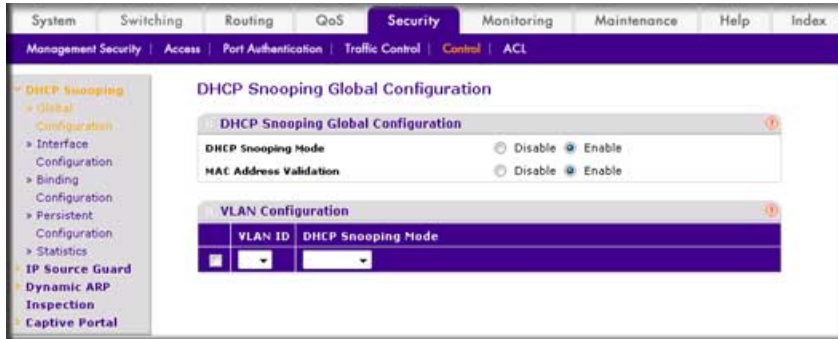 System Switching Routing QoS Security Monitoring Maintenance Help Index
Management Security | Access | Port Authentication | Traffic Control | Control | ACL
DHCP Snooping
» Global
Configuration
» Interface
Configuration
» Binding
Configuration
» Persistent
Configuration
» Statistics
IP Source Guard
Dynamic ARP
Inspection
Captive Portal
DHCP Snooping Global Configuration
DHCP Snooping Global Configuration
DHCP Snooping Mode Disable Enable
MAC Address Validation Disable Enable
VLAN Configuration
VLAN ID DHCP Snooping Mode